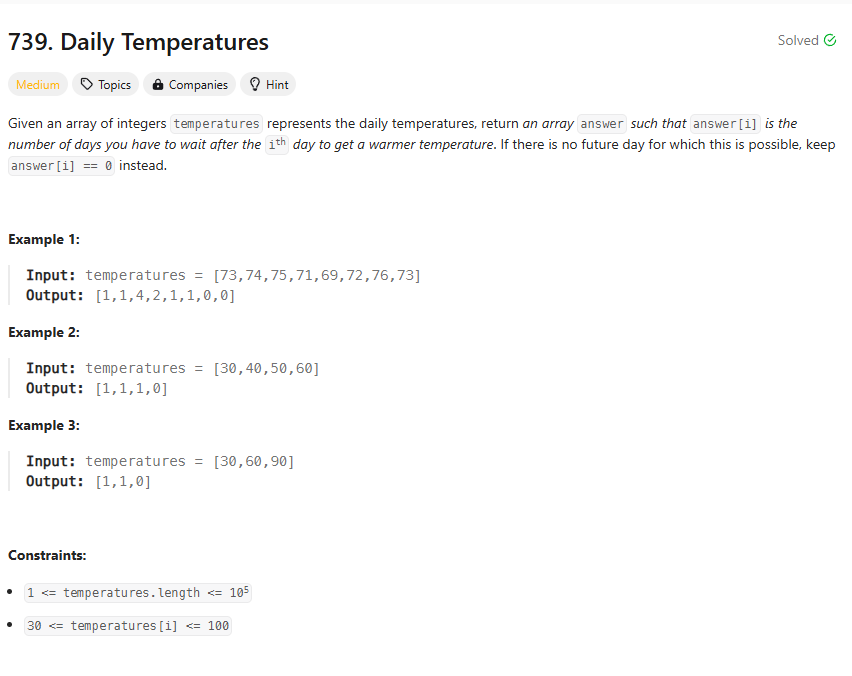 739. Daily Temperatures
Solved
Medium Topics Companies Hint
Given an array of integers temperatures represents the daily temperatures, return an array answer such that answer[i] is the
number of days you have to wait after the iᵗʰ day to get a warmer temperature. If there is no future day for which this is possible, keep
answer[i] == 0 instead.
Example 1:
Input: temperatures = [73,74,75,71,69,72,76,73]
Output: [1,1,4,2,1,1,0,0]
Example 2:
Input: temperatures = [30,40,50,60]
Output: [1,1,1,0]
Example 3:
Input: temperatures = [30,60,90]
Output: [1,1,0]
Constraints:
• 1 <= temperatures.length <= 10⁵
• 30 <= temperatures[i] <= 100